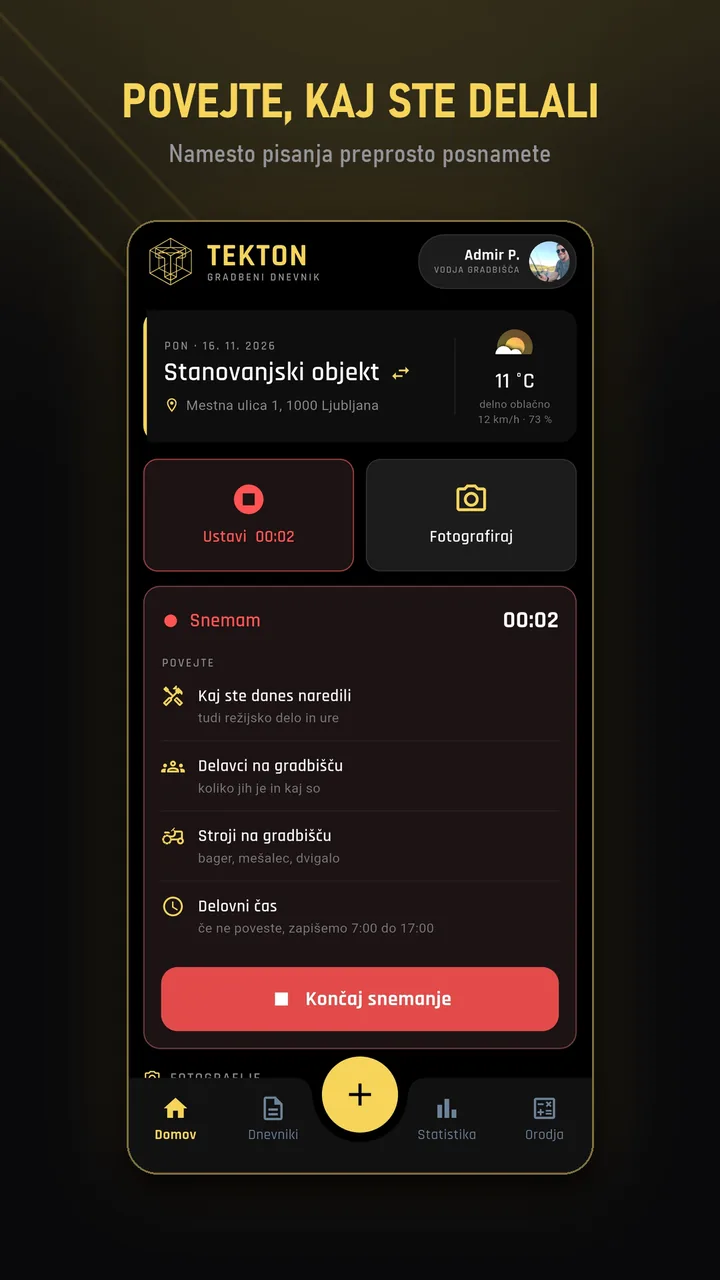 POVEJTE, KAJ STE DELALI
Namesto pisanja preprosto posnamete
TEKTON
GRADBENI DNEVNIK
Admir P.
VODJA GRADBIŠČA
PON · 16. 11. 2026
Stanovanjski objekt
Mestna ulica 1, 1000 Ljubljana
11 °C
delno oblačno
12 km/h · 73 %
Ustavi 00:02
Fotografiraj
Snemam
00:02
POVEJTE
Kaj ste danes naredili
tudi režijsko delo in ure
Delavci na gradbišču
koliko jih je in kaj so
Stroji na gradbišču
bager, mešalec, dvigalo
Delovni čas
če ne poveste, zapišemo 7:00 do 17:00
Končaj snemanje
FOTOGRAFIJE
Domov
Dnevniki
Statistika
Orodja